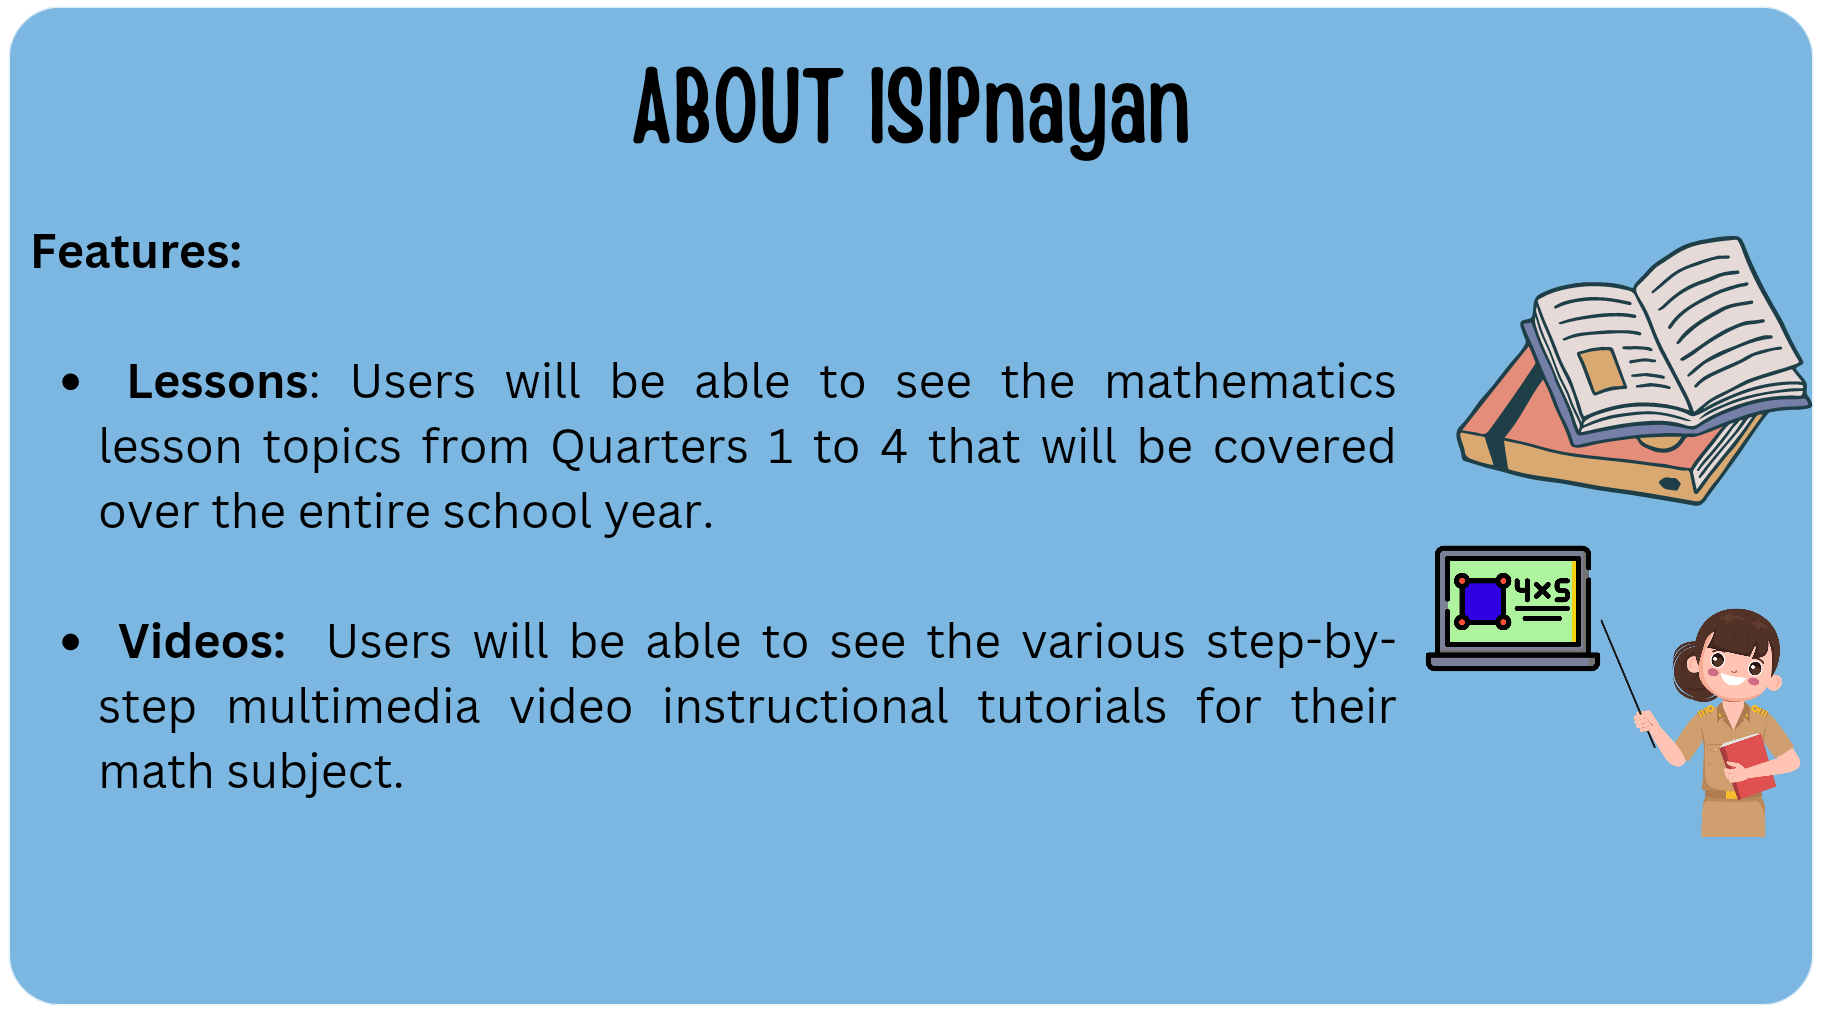 ABOUT ISIPnayan
Features:
• Lessons: Users will be able to see the mathematics
lesson topics from Quarters 1 to 4 that will be covered
over the entire school year.
4×5
• Videos: Users will be able to see the various step-by-
step multimedia video instructional tutorials for their
math subject.